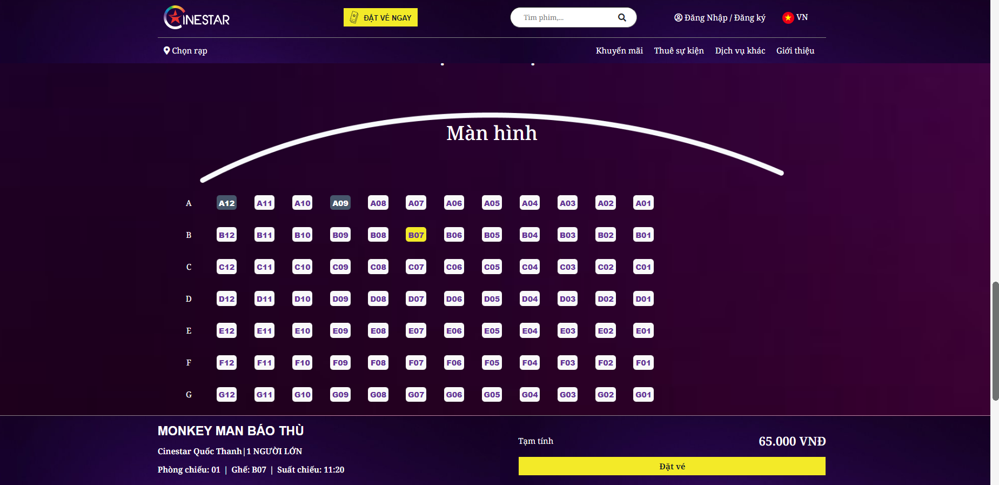 CINESTAR
ĐẶT VÉ NGAY
Tìm phim,...
Đăng Nhập / Đăng ký
VN
Chọn rạp
Khuyến mãi Thuê sự kiện Dịch vụ khác Giới thiệu
Màn hình
A A12 A11 A10 A09 A08 A07 A06 A05 A04 A03 A02 A01
B B12 B11 B10 B09 B08 B07 B06 B05 B04 B03 B02 B01
C C12 C11 C10 C09 C08 C07 C06 C05 C04 C03 C02 C01
D D12 D11 D10 D09 D08 D07 D06 D05 D04 D03 D02 D01
E E12 E11 E10 E09 E08 E07 E06 E05 E04 E03 E02 E01
F F12 F11 F10 F09 F08 F07 F06 F05 F04 F03 F02 F01
G G12 G11 G10 G09 G08 G07 G06 G05 G04 G03 G02 G01
MONKEY MAN BÁO THÙ
Cinestar Quốc Thanh|1 NGƯỜI LỚN
Phòng chiếu: 01 | Ghế: B07 | Suất chiếu: 11:20
Tạm tính
65.000 VNĐ
Đặt vé